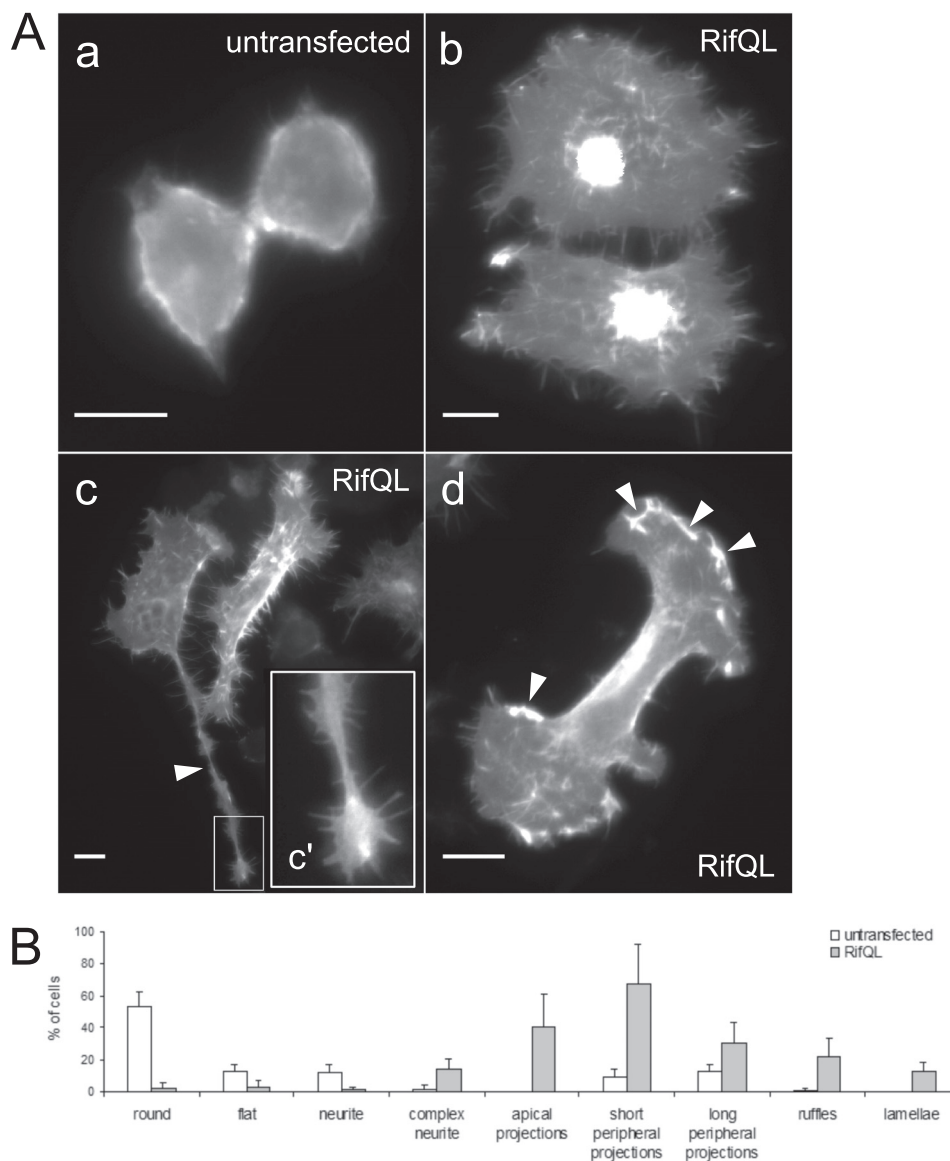 A
a
untransfected
b
RifQL
c
RifQL
c'
d
RifQL
B
untransfected
RifQL
% of cells
100
80
60
40
20
0
round
flat
neurite
complex
neurite
apical
projections
short
peripheral
projections
long
peripheral
projections
ruffles
lamellae